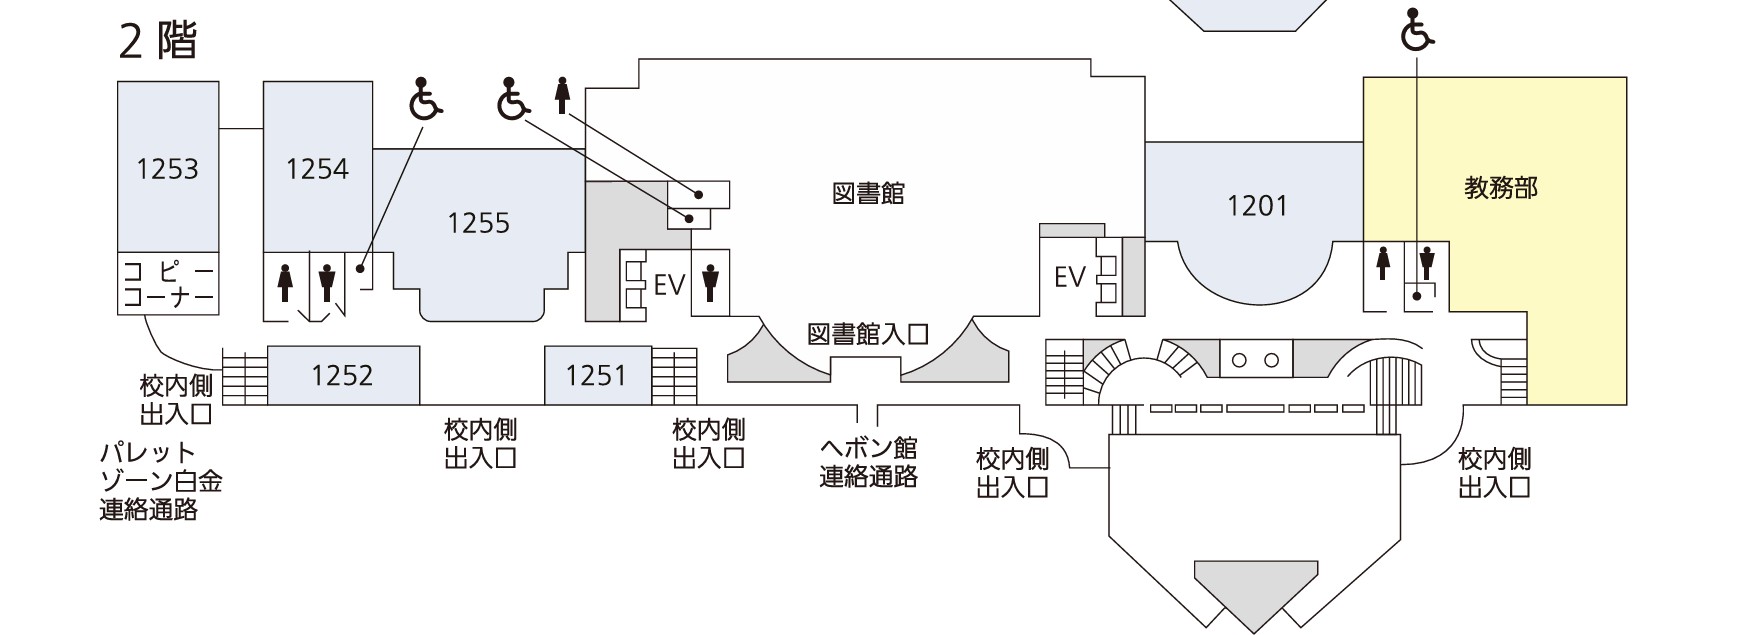 2 階
1253
1254
1255
図書館
1201
教務部
コピー
コーナー
EV
EV
図書館入口
1252
1251
校内側
出入口
パレット
ゾーン白金
連絡通路
校内側
出入口
校内側
出入口
ヘボン館
連絡通路
校内側
出入口
校内側
出入口